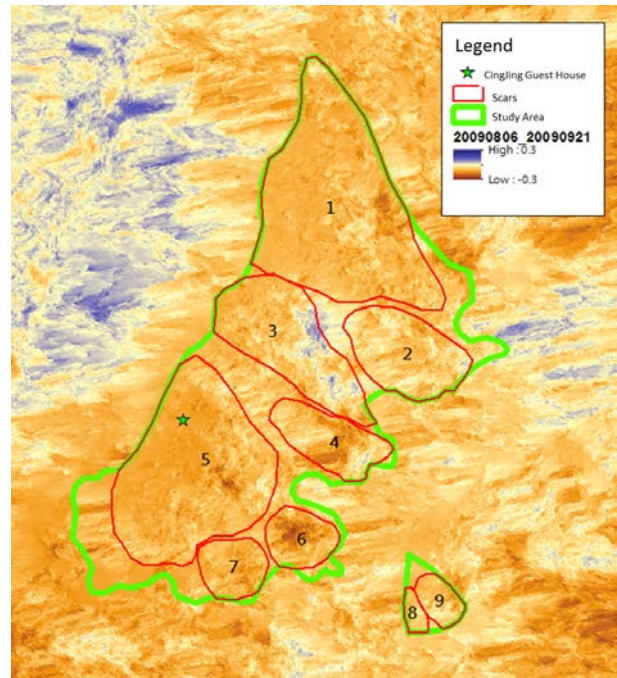 Legend
CingJing Guest House
Scars
Study Area
20090806_20090921
High : 0.3
Low : -0.3
1
3
2
4
5
6
7
9
8